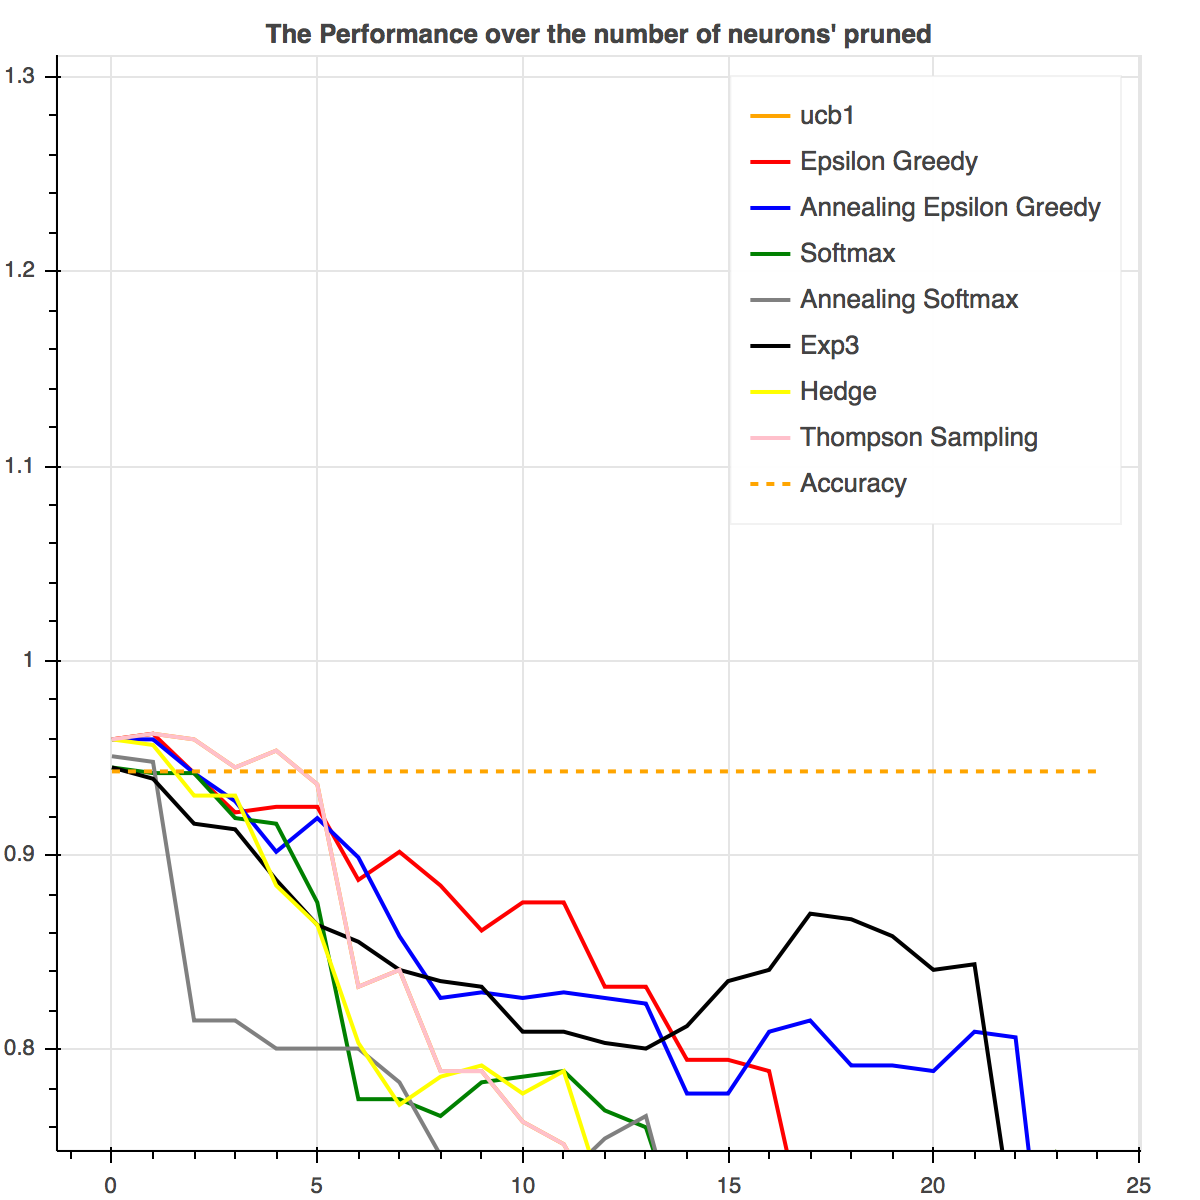 The Performance over the number of neurons' pruned
1.3
1.2
1.1
1
0.9
0.8
ucb1
Epsilon Greedy
Annealing Epsilon Greedy
Softmax
Annealing Softmax
Exp3
Hedge
Thompson Sampling
Accuracy
0 5 10 15 20 25